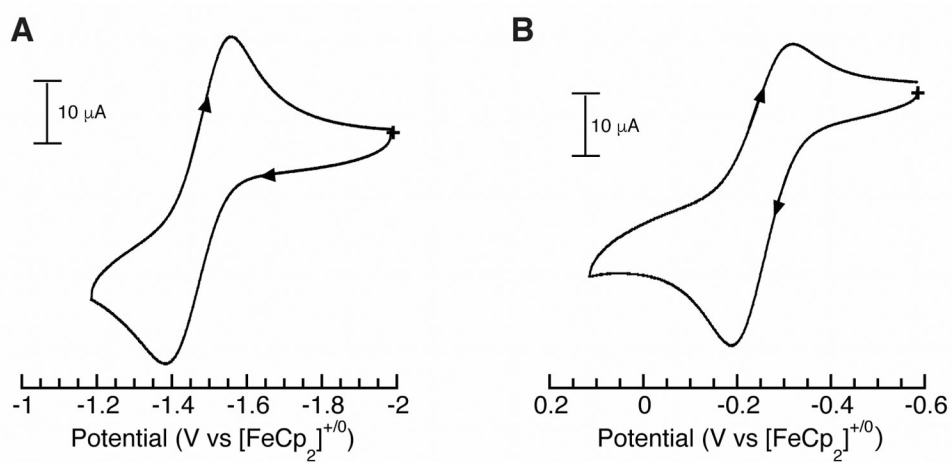 A
10 μA
-1 -1.2 -1.4 -1.6 -1.8 -2
Potential (V vs [FeCp₂]⁺/⁰)
B
10 μA
0.2 0 -0.2 -0.4 -0.6
Potential (V vs [FeCp₂]⁺/⁰)